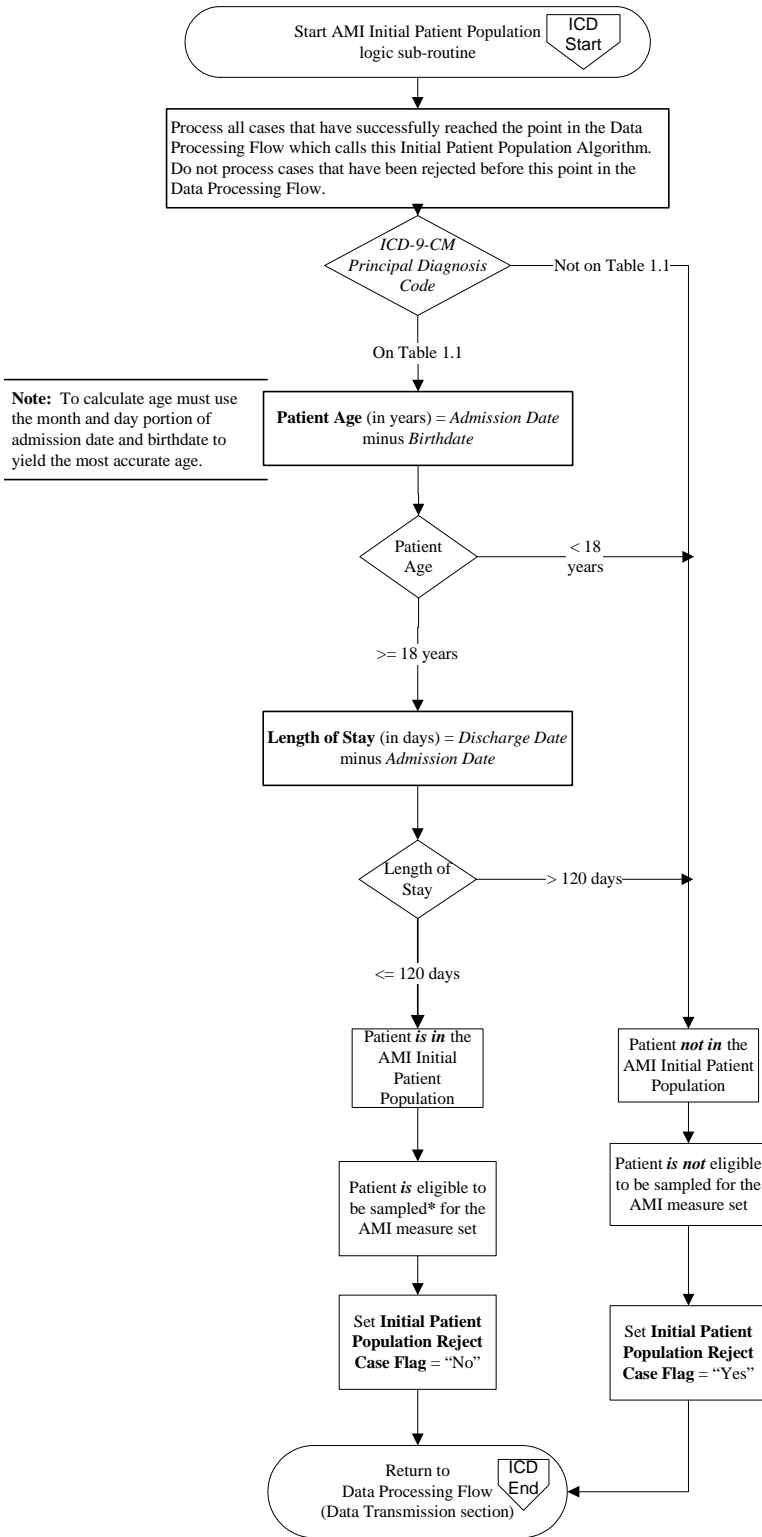 Start AMI Initial Patient Population
logic sub-routine
ICD
Start
Process all cases that have successfully reached the point in the Data
Processing Flow which calls this Initial Patient Population Algorithm.
Do not process cases that have been rejected before this point in the
Data Processing Flow.
ICD-9-CM
Principal Diagnosis
Code
Not on Table 1.1
On Table 1.1
Note: To calculate age must use
the month and day portion of
admission date and birthdate to
yield the most accurate age.
Patient Age (in years) = Admission Date
minus Birthdate
Patient
Age
< 18
years
>= 18 years
Length of Stay (in days) = Discharge Date
minus Admission Date
Length of
Stay
> 120 days
<= 120 days
Patient is in the
AMI Initial
Patient
Population
Patient not in the
AMI Initial Patient
Population
Patient is eligible to
be sampled* for the
AMI measure set
Patient is not eligible
to be sampled for the
AMI measure set
Set Initial Patient
Population Reject
Case Flag = “No”
Set Initial Patient
Population Reject
Case Flag = “Yes”
Return to
Data Processing Flow
(Data Transmission section)
ICD
End